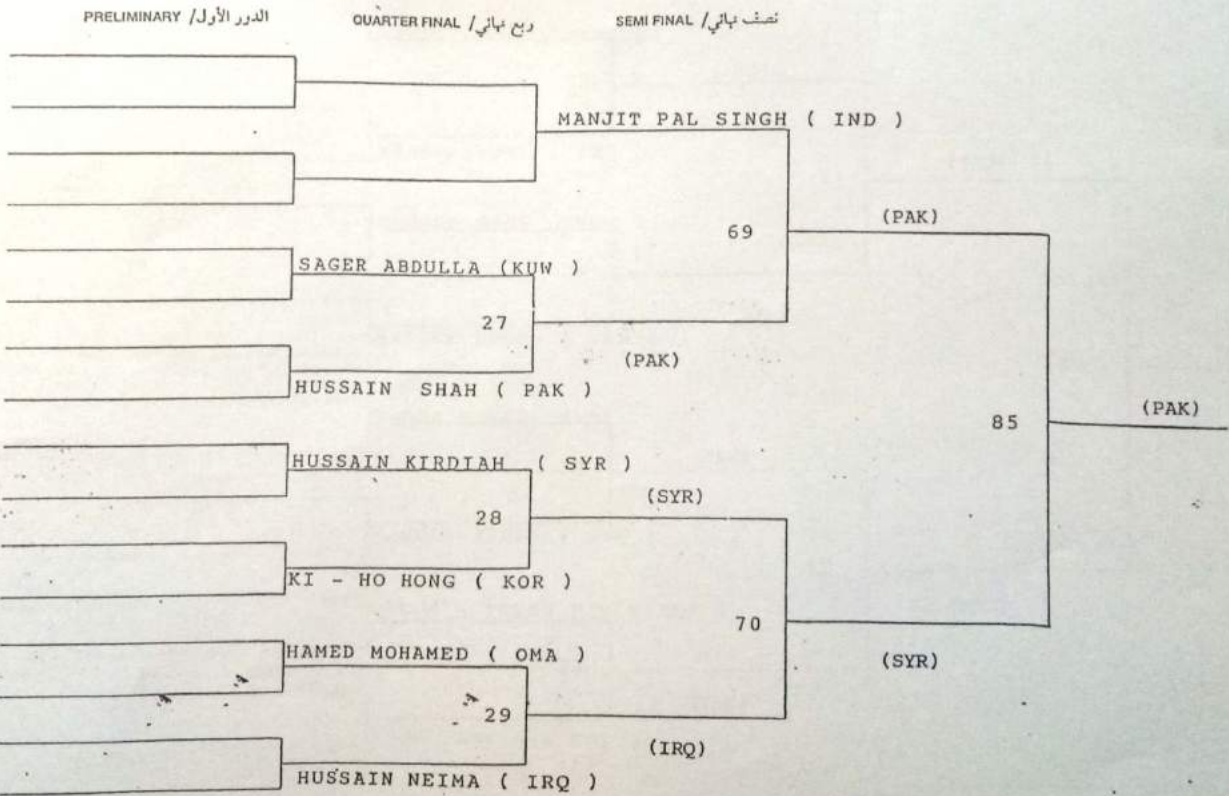 PRELIMINARY / الدور الأول
QUARTER FINAL / ربع نهائي
SEMI FINAL / نصف نهائي
MANJIT PAL SINGH ( IND )
69
(PAK)
SAGER ABDULLA (KUW )
27
(PAK)
HUSSAIN SHAH ( PAK )
85
(PAK)
HUSSAIN KIRDIAH ( SYR )
(SYR)
28
KI - HO HONG ( KOR )
70
HAMED MOHAMED ( OMA )
(SYR)
29
(IRQ)
HUSSAIN NEIMA ( IRQ )